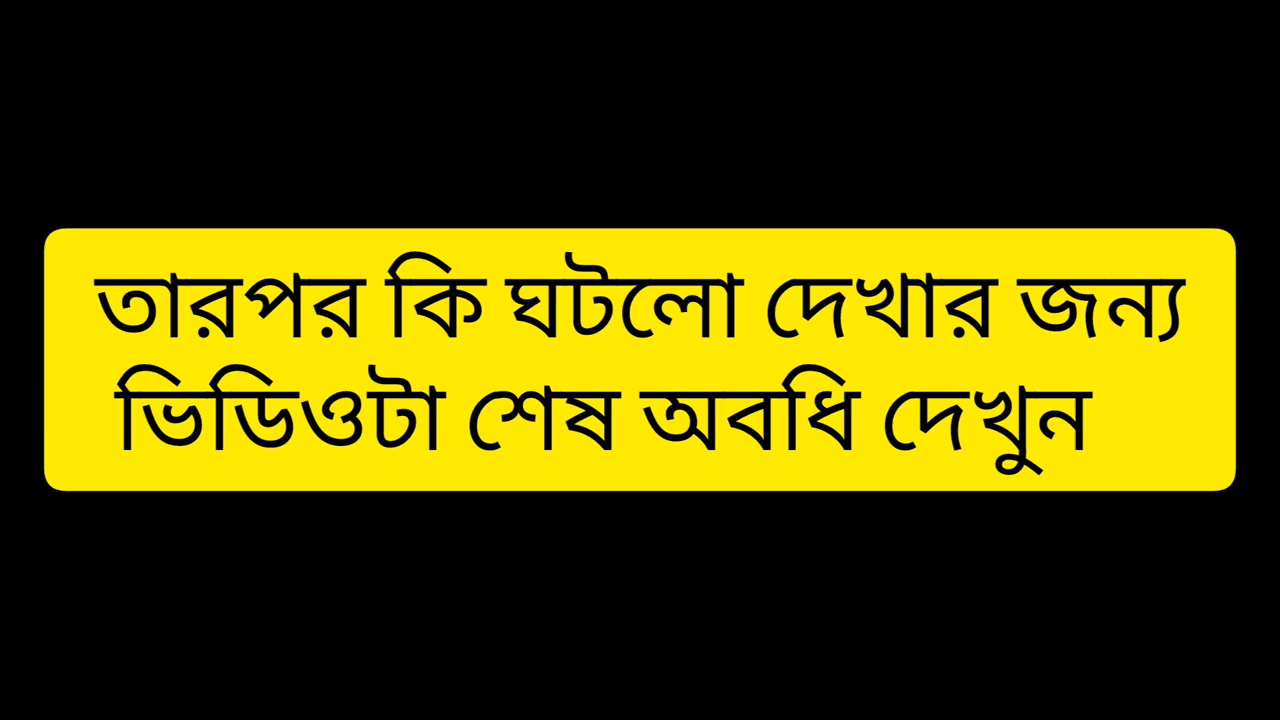 তারপর কি ঘটলো দেখার জন্য
ভিডিওটা শেষ অবধি দেখুন